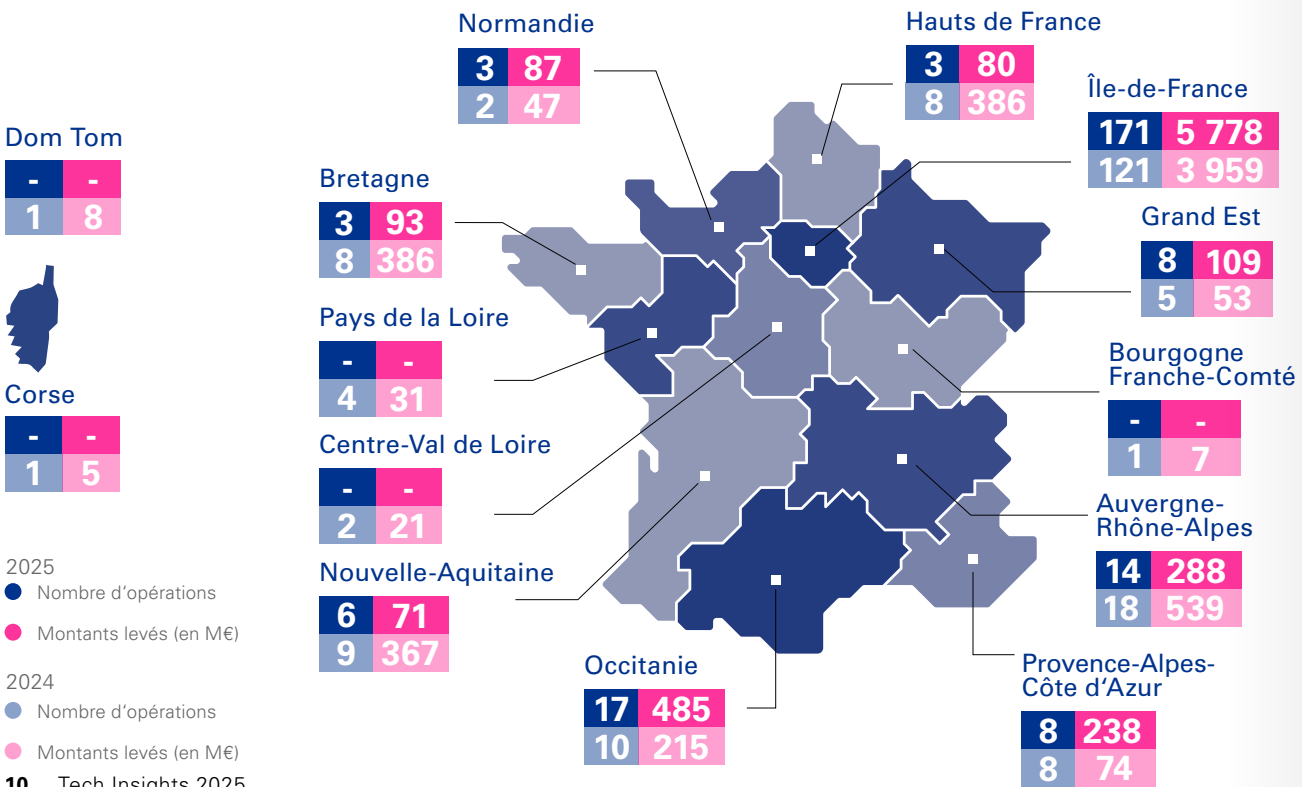 Normandie
3 87
2 47
Hauts de France
3 80
8 386
Île-de-France
171 5 778
121 3 959
Dom Tom
- -
1 8
Bretagne
3 93
8 386
Grand Est
8 109
5 53
Pays de la Loire
- -
4 31
Bourgogne
Franche-Comté
- -
1 7
Corse
- -
1 5
Centre-Val de Loire
- -
2 21
Auvergne-
Rhône-Alpes
14 288
18 539
Nouvelle-Aquitaine
6 71
9 367
Occitanie
17 485
10 215
Provence-Alpes-
Côte d'Azur
8 238
8 74
2025
Nombre d'opérations
Montants levés (en M€)
2024
Nombre d'opérations
Montants levés (en M€)
10 Tech Insights 2025